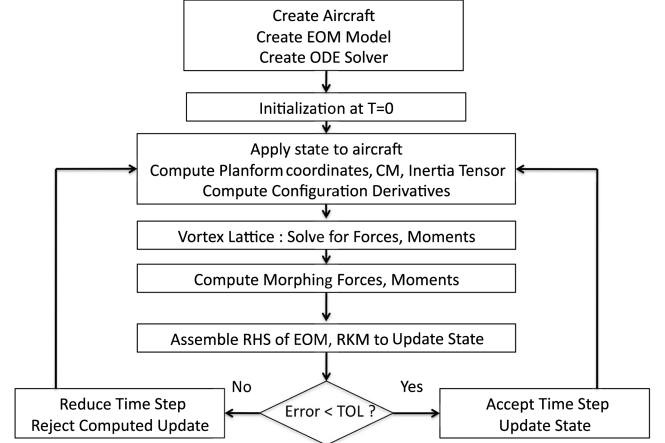 Create Aircraft
Create EOM Model
Create ODE Solver
Initialization at T=0
Apply state to aircraft
Compute Planform coordinates, CM, Inertia Tensor
Compute Configuration Derivatives
Vortex Lattice : Solve for Forces, Moments
Compute Morphing Forces, Moments
Assemble RHS of EOM, RKM to Update State
No
Yes
Reduce Time Step
Reject Computed Update
Error < TOL ?
Accept Time Step
Update State